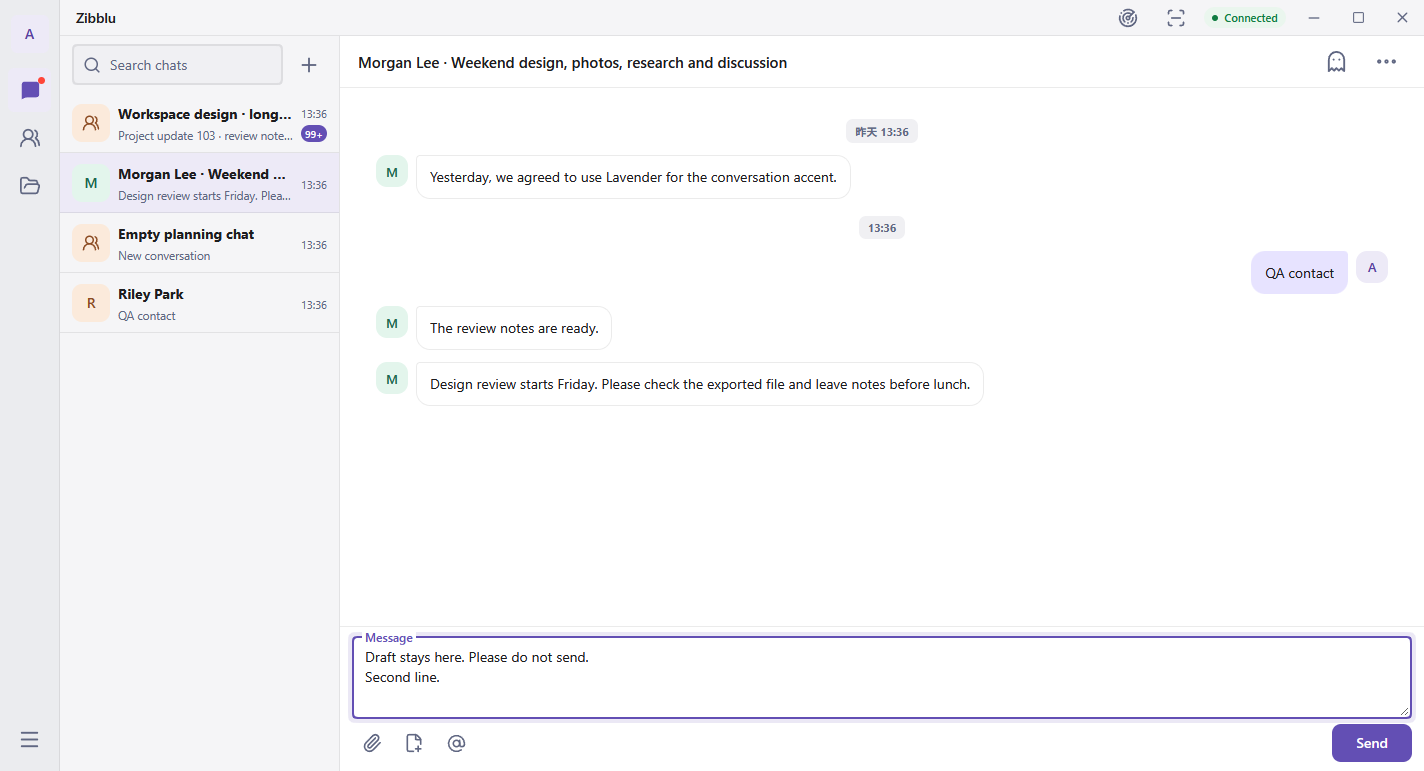 Zibblu
Connected
A
Search chats
Workspace design · long...
13:36
Project update 103 · review note...
99+
M
Morgan Lee · Weekend ...
13:36
Design review starts Friday. Plea...
Empty planning chat
13:36
New conversation
R
Riley Park
13:36
QA contact
Morgan Lee · Weekend design, photos, research and discussion
昨天 13:36
M
Yesterday, we agreed to use Lavender for the conversation accent.
13:36
QA contact
A
M
The review notes are ready.
M
Design review starts Friday. Please check the exported file and leave notes before lunch.
Message
Draft stays here. Please do not send.
Second line.
Send